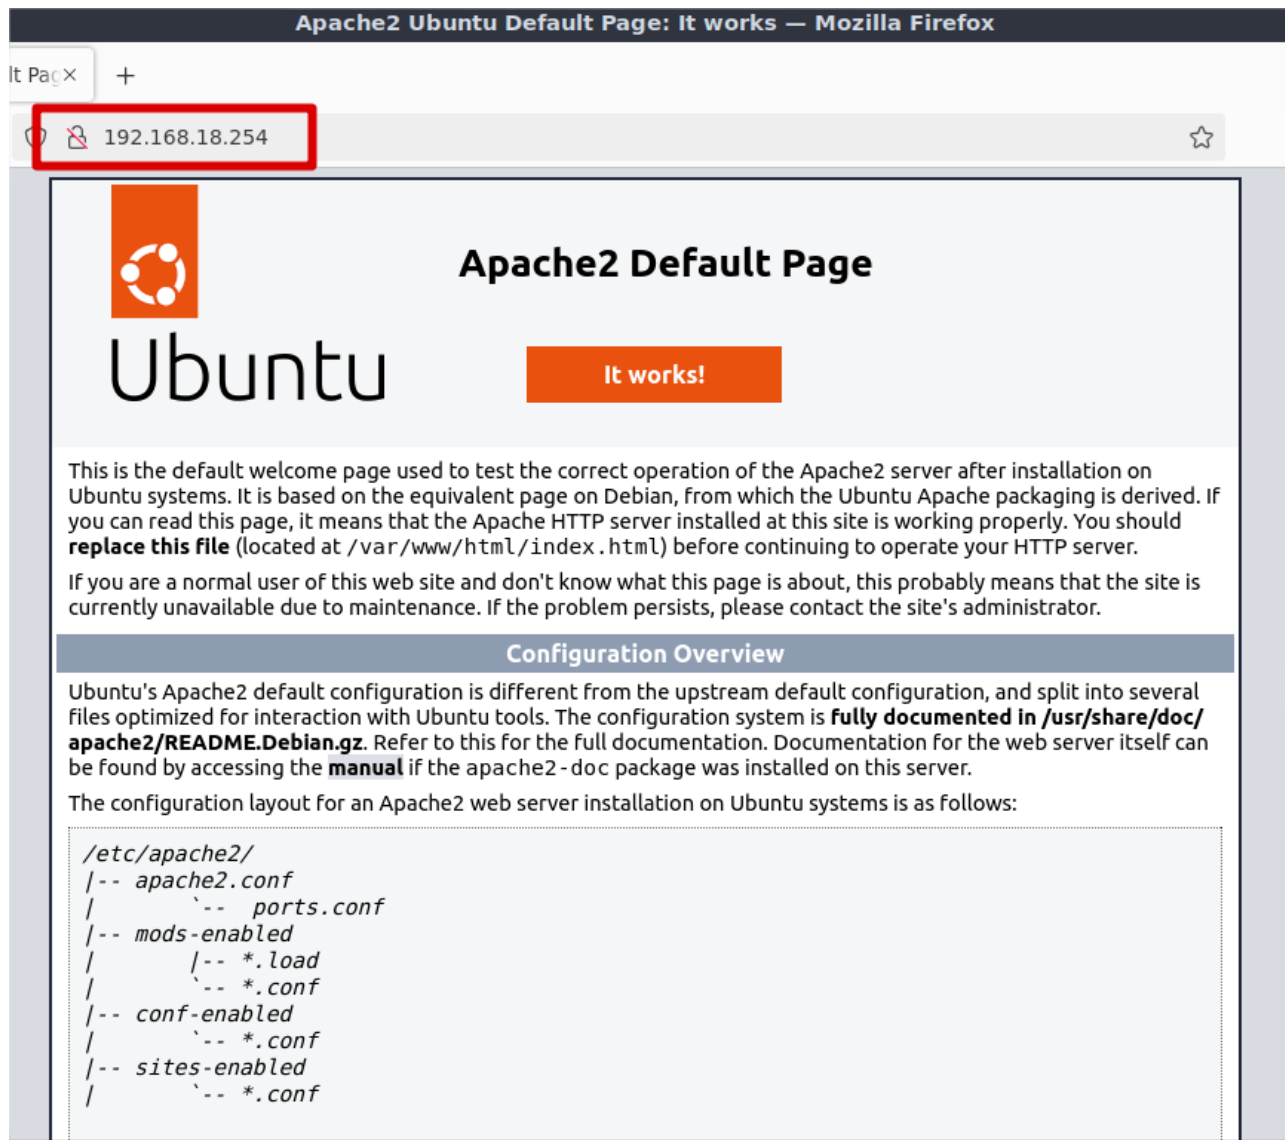 Apache2 Ubuntu Default Page: It works — Mozilla Firefox
lt Pag
192.168.18.254
Apache2 Default Page
Ubuntu
It works!
This is the default welcome page used to test the correct operation of the Apache2 server after installation on
Ubuntu systems. It is based on the equivalent page on Debian, from which the Ubuntu Apache packaging is derived. If
you can read this page, it means that the Apache HTTP server installed at this site is working properly. You should
replace this file (located at /var/www/html/index.html) before continuing to operate your HTTP server.
If you are a normal user of this web site and don't know what this page is about, this probably means that the site is
currently unavailable due to maintenance. If the problem persists, please contact the site's administrator.
Configuration Overview
Ubuntu's Apache2 default configuration is different from the upstream default configuration, and split into several
files optimized for interaction with Ubuntu tools. The configuration system is fully documented in /usr/share/doc/
apache2/README.Debian.gz. Refer to this for the full documentation. Documentation for the web server itself can
be found by accessing the manual if the apache2-doc package was installed on this server.
The configuration layout for an Apache2 web server installation on Ubuntu systems is as follows:
/etc/apache2/
|-- apache2.conf
|       `--  ports.conf
|-- mods-enabled
|       |-- *.load
|       `-- *.conf
|-- conf-enabled
|       `-- *.conf
|-- sites-enabled
|       `-- *.conf